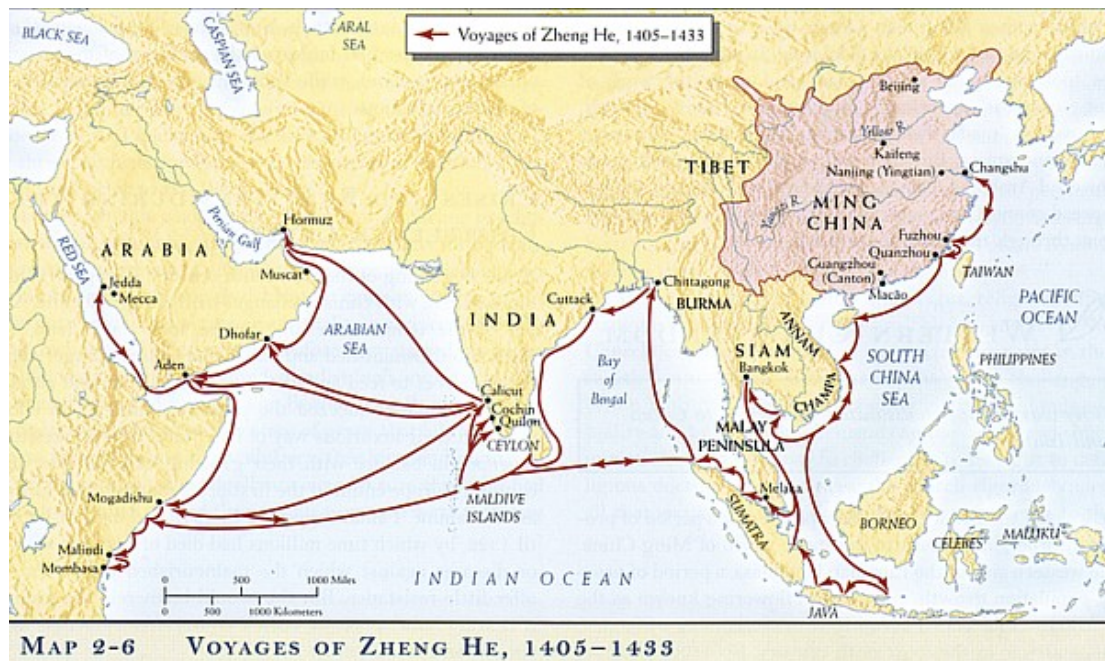 Voyages of Zheng He, 1405–1433
BLACK SEA
CASPIAN SEA
ARAL
SEA
Beijing
Yellow R.
Kaifeng
TIBET
Nanjing (Yingtian)
Changshu
MING
CHINA
Hormuz
Persian Gulf
ARABIA
RED SEA
Fuzhou
Quanzhou
Guangzhou
(Canton)
TAIWAN
Macão
Muscat
Jedda
Mecca
Chittagong
BURMA
Cuttack
INDIA
PACIFIC
OCEAN
Dhofar
ARABIAN
SEA
ANNAM
SIAM
Bangkok
SOUTH
CHINA
SEA
PHILIPPINES
Bay
of
Bengal
Aden
Calicut
Cochin
Quilon
CEYLON
CHAMPA
MALAY
PENINSULA
Mogadishu
MALDIVE
ISLANDS
Melaka
SUMATRA
BORNEO
CELEBES
MALUKU
Malindi
Mombasa
INDIAN OCEAN
JAVA
0 500 1000 Miles
0 500 1000 Kilometers
MAP 2-6 VOYAGES OF ZHENG HE, 1405–1433